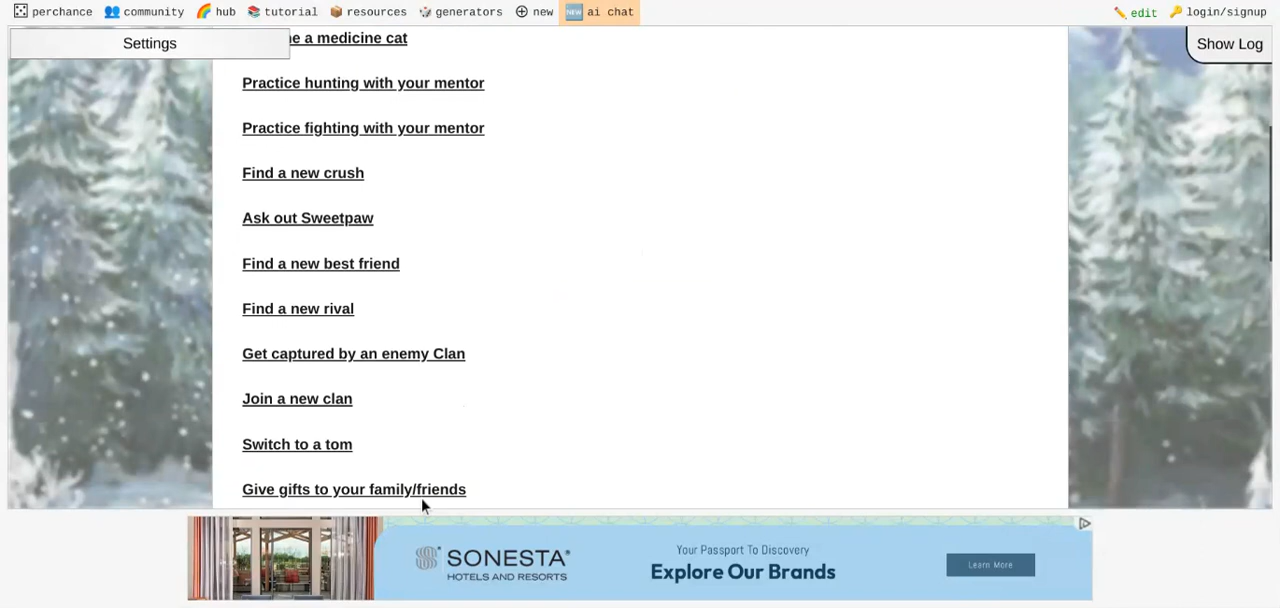 perchance community hub tutorial resources generators new NEW ai chat edit login/signup
Settings
Show Log
e a medicine cat
Practice hunting with your mentor
Practice fighting with your mentor
Find a new crush
Ask out Sweetpaw
Find a new best friend
Find a new rival
Get captured by an enemy Clan
Join a new clan
Switch to a tom
Give gifts to your family/friends
SONESTA
HOTELS AND RESORTS
Your Passport To Discovery
Explore Our Brands
Learn More